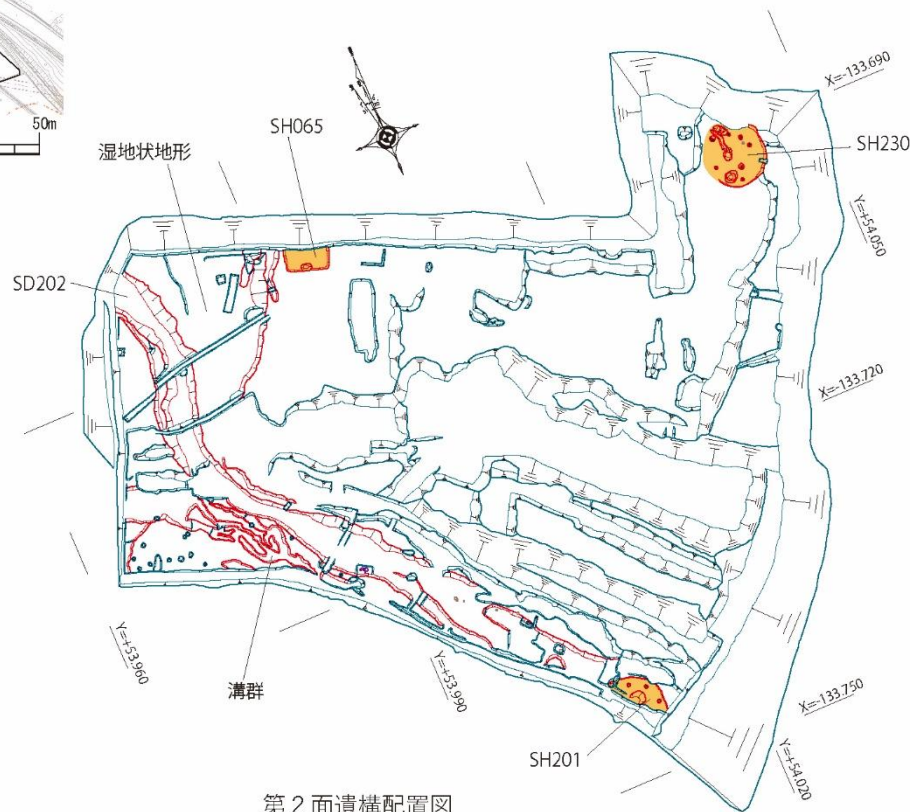 50m
湿地状地形
SH065
X=-133.690
SH230
Y=+54.050
SD202
X=-133.720
Y=+53.960
Y=+53.990
溝群
X=-133.750
SH201
Y=+54.020
第2面遺構配置図